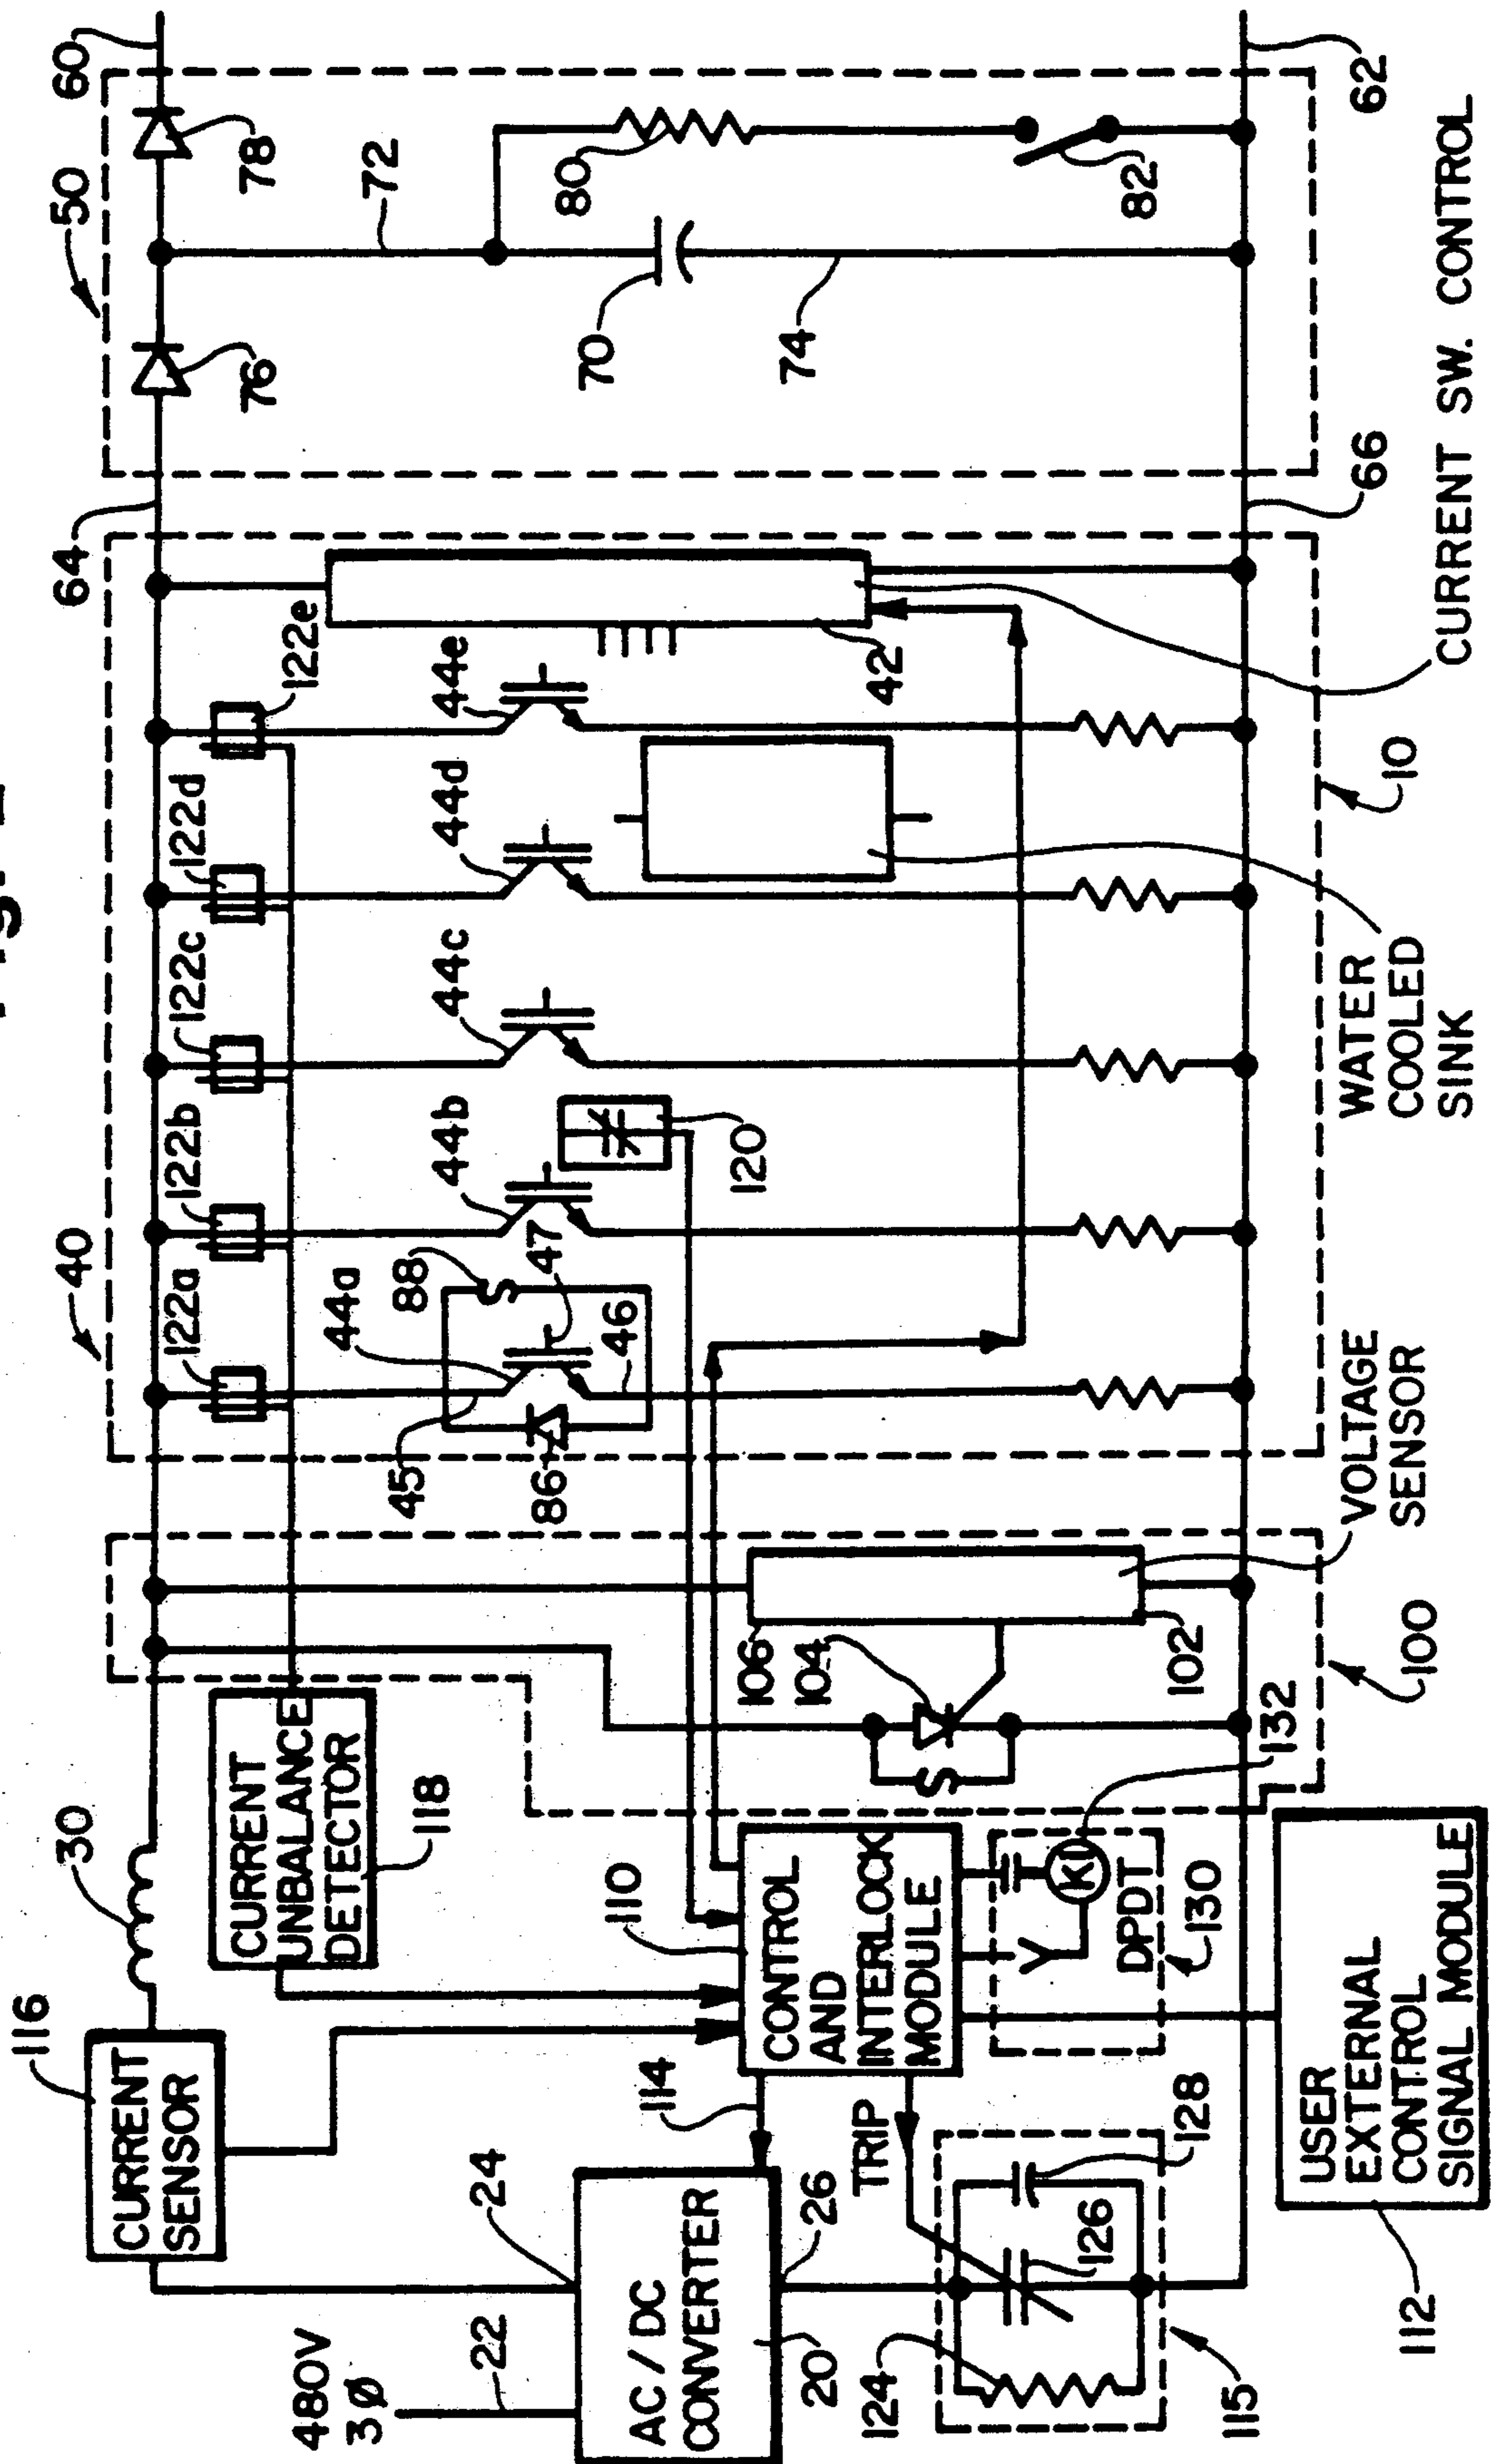 Fig. 2
116
30
40
122a
122b
122c
122d
122e
64
50
60
CURRENT
SENSOR
CURRENT
UNBALANCE
DETECTOR
118
44a
88
47
45
46
86
44b
44c
44d
44e
72
76
78
80
70
74
82
480V
3Ø
22
24
114
110
106
104
120
42
AC / DC
CONVERTER
20
26
TRIP
CONTROL
AND
INTERLOCK
MODULE
102
124
126
128
115
K1
DPDT
130
132
100
VOLTAGE
SENSOR
WATER
COOLED
SINK
10
66
62
CURRENT SW. CONTROL
112
USER
EXTERNAL
CONTROL
SIGNAL MODULE